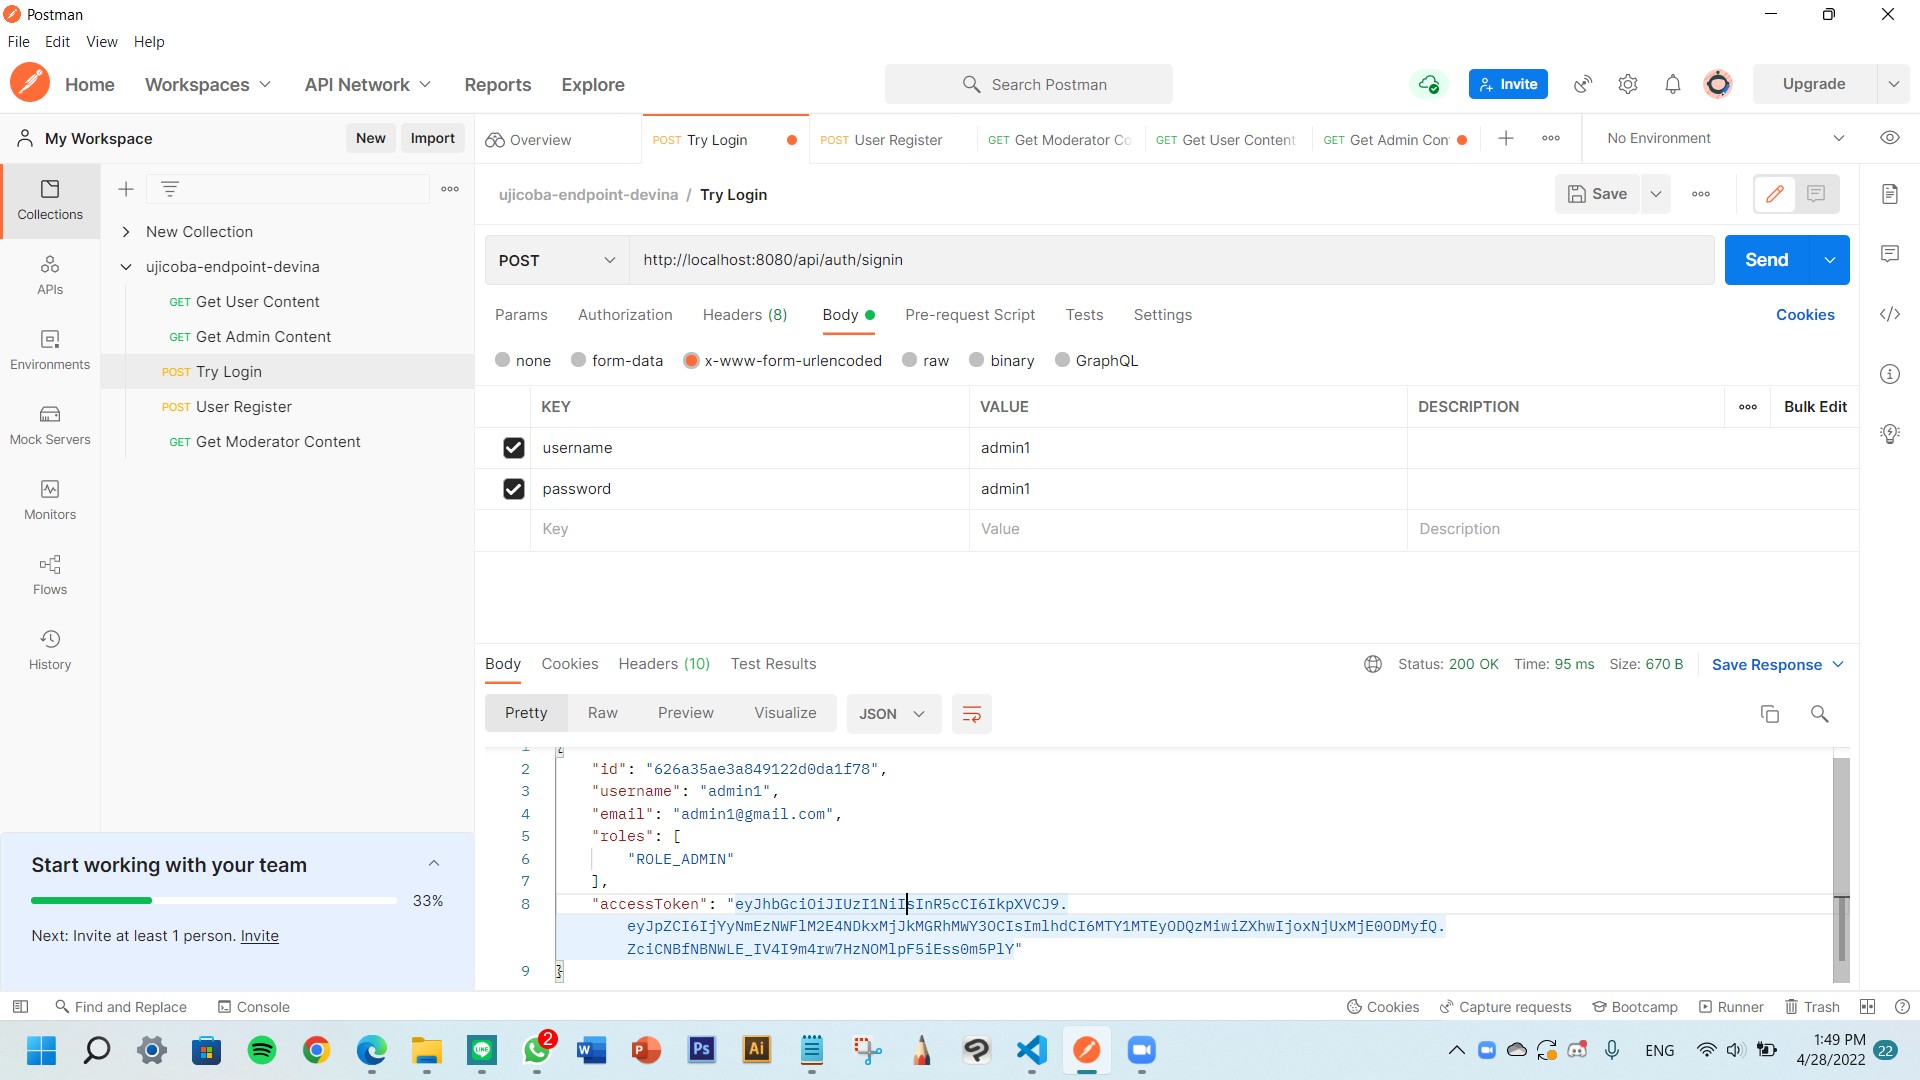 Postman
File Edit View Help
Home Workspaces API Network Reports Explore
Search Postman
Invite
Upgrade
My Workspace
New Import
Overview
POST Try Login
POST User Register
GET Get Moderator Co
GET Get User Content
GET Get Admin Con
No Environment
Collections
APIs
Environments
Mock Servers
Monitors
Flows
History
New Collection
ujicoba-endpoint-devina
GET Get User Content
GET Get Admin Content
POST Try Login
POST User Register
GET Get Moderator Content
ujicoba-endpoint-devina / Try Login
Save
POST
http://localhost:8080/api/auth/signin
Send
Params Authorization Headers (8) Body Pre-request Script Tests Settings
Cookies
none form-data x-www-form-urlencoded raw binary GraphQL
KEY VALUE DESCRIPTION Bulk Edit
username admin1
password admin1
Key Value Description
Body Cookies Headers (10) Test Results
Status: 200 OK Time: 95 ms Size: 670 B Save Response
Pretty Raw Preview Visualize JSON
1 {
2 "id": "626a35ae3a849122d0da1f78",
3 "username": "admin1",
4 "email": "admin1@gmail.com",
5 "roles": [
6 "ROLE_ADMIN"
7 ],
8 "accessToken": "eyJhbGciOiJIUzI1NiIsInR5cCI6IkpXVCJ9.
eyJpZCI6IjYyNmEzNWFlM2E4NDkxMjJkMGRhMWY3OCIsImlhdCI6MTY1MTEyODQzMiwiZXhwIjoxNjUxMjE0ODMyfQ.
ZciCNBfNBNWLE_IV4I9m4rw7HzNOMlpF5iEss0m5PlY"
9 }
Start working with your team
33%
Next: Invite at least 1 person. Invite
Find and Replace Console
Cookies Capture requests Bootcamp Runner Trash
LINE
2
W
P
Ps
Ai
ENG
1:49 PM
4/28/2022
22